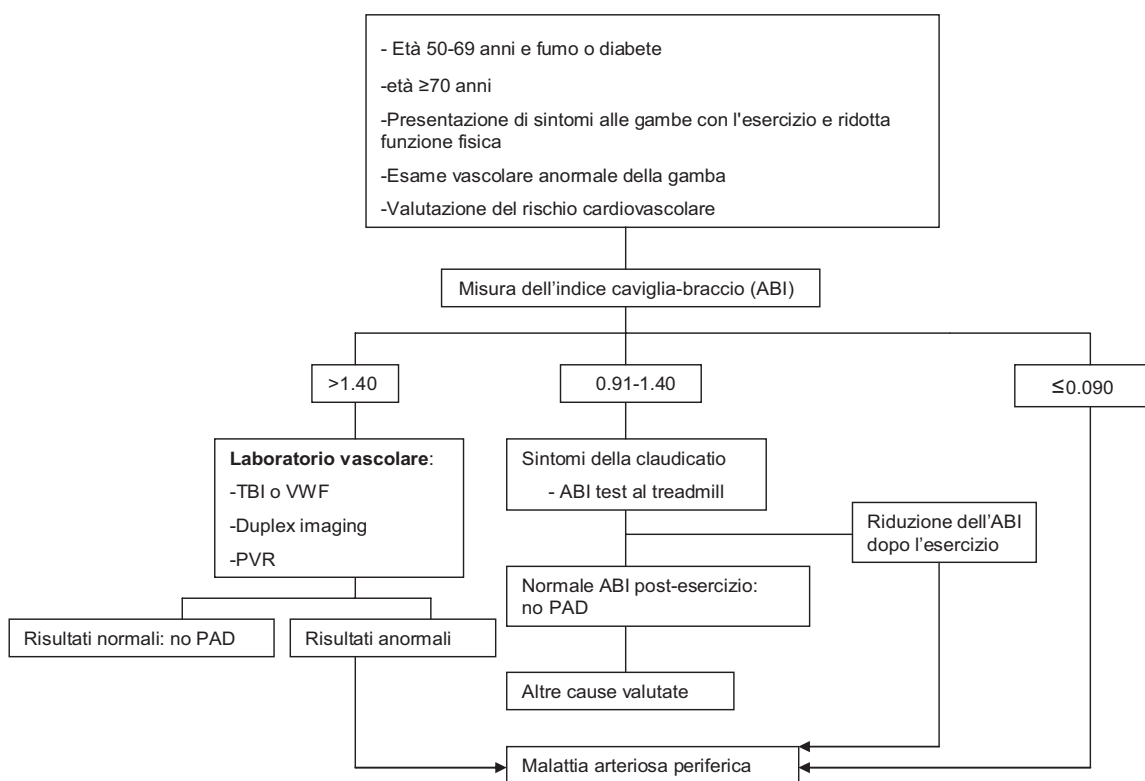 - Età 50-69 anni e fumo o diabete
-età ≥70 anni
-Presentazione di sintomi alle gambe con l'esercizio e ridotta
funzione fisica
-Esame vascolare anormale della gamba
-Valutazione del rischio cardiovascolare
Misura dell’indice caviglia-braccio (ABI)
>1.40
0.91-1.40
≤0.090
Laboratorio vascolare:
-TBI o VWF
-Duplex imaging
-PVR
Sintomi della claudicatio
- ABI test al treadmill
Riduzione dell’ABI
dopo l’esercizio
Normale ABI post-esercizio:
no PAD
Risultati normali: no PAD
Risultati anormali
Altre cause valutate
Malattia arteriosa periferica